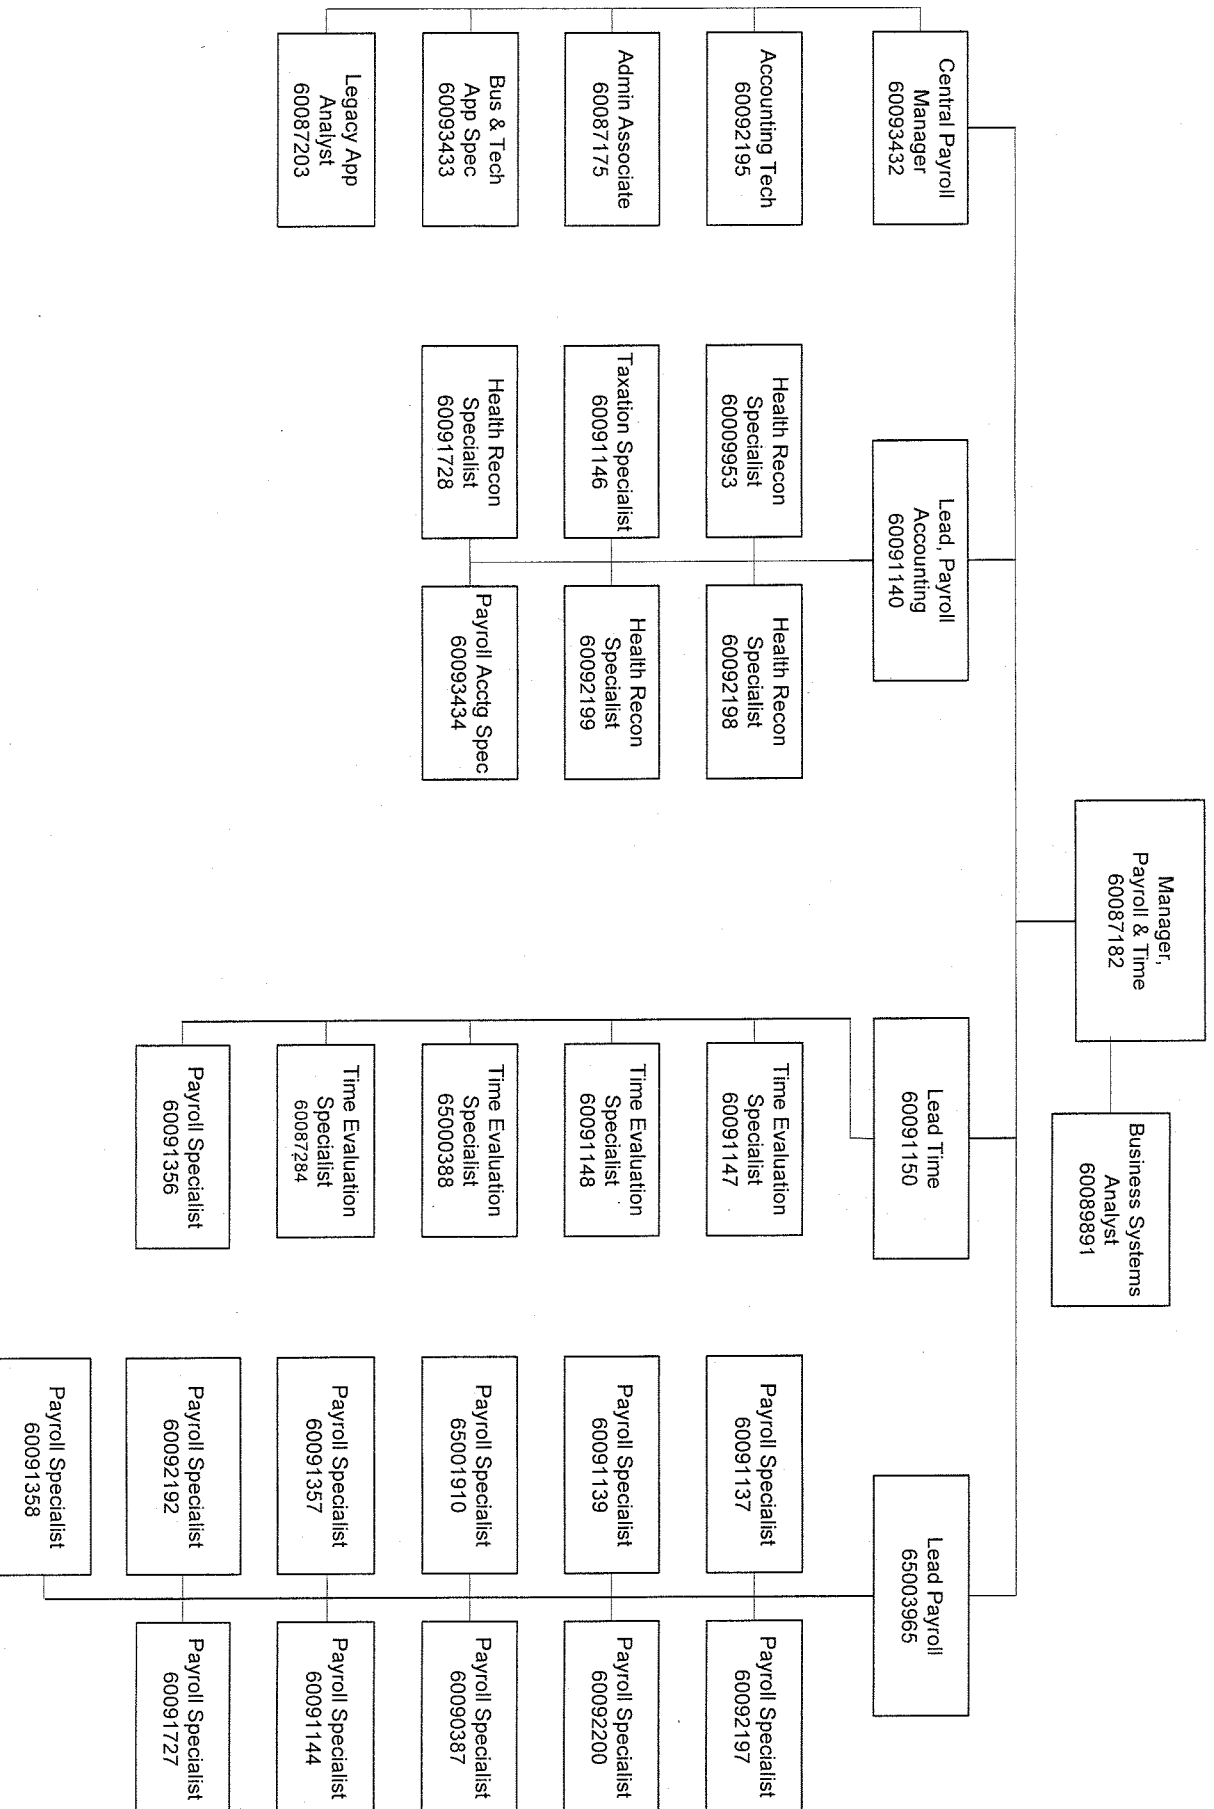 Manager,
Payroll & Time
60087182
Business Systems
Analyst
60089891
Central Payroll
Manager
60093432
Lead, Payroll
Accounting
60091140
Lead Time
60091150
Lead Payroll
65003965
Accounting Tech
60092195
Admin Associate
60087175
Bus & Tech
App Spec
60093433
Legacy App
Analyst
60087203
Health Recon
Specialist
60009953
Health Recon
Specialist
60092198
Taxation Specialist
60091146
Health Recon
Specialist
60092199
Health Recon
Specialist
60091728
Payroll Acctg Spec
60093434
Time Evaluation
Specialist
60091147
Time Evaluation
Specialist
60091148
Time Evaluation
Specialist
65000388
Time Evaluation
Specialist
60087284
Payroll Specialist
60091356
Payroll Specialist
60091137
Payroll Specialist
60092197
Payroll Specialist
60091139
Payroll Specialist
60092200
Payroll Specialist
65001910
Payroll Specialist
60090387
Payroll Specialist
60091357
Payroll Specialist
60091144
Payroll Specialist
60092192
Payroll Specialist
60091727
Payroll Specialist
60091358